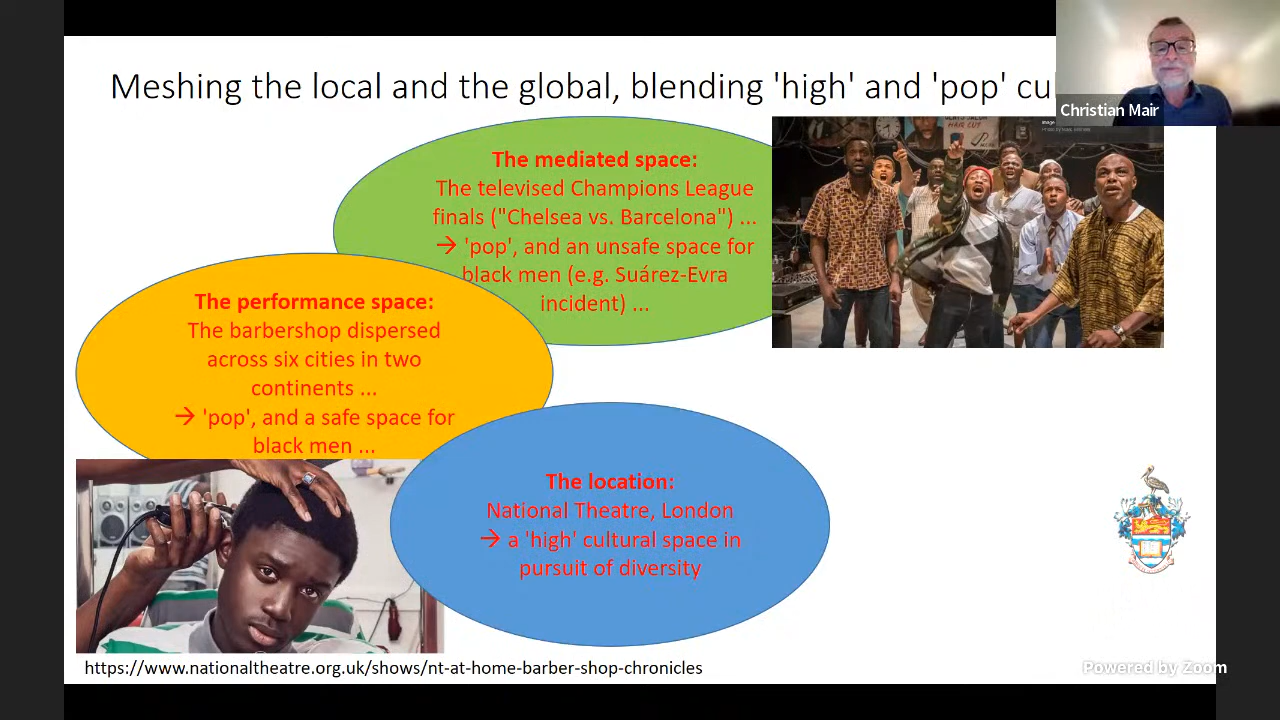 Meshing the local and the global, blending 'high' and 'pop' cu
Christian Mair
The mediated space:
The televised Champions League
finals ("Chelsea vs. Barcelona") ...
→ 'pop', and an unsafe space for
black men (e.g. Suárez-Evra
incident) ...
HAIR CUT
The performance space:
The barbershop dispersed
across six cities in two
continents ...
→ 'pop', and a safe space for
black men ...
The location:
National Theatre, London
→ a 'high' cultural space in
pursuit of diversity
https://www.nationaltheatre.org.uk/shows/nt-at-home-barber-shop-chronicles
Powered by Zoom